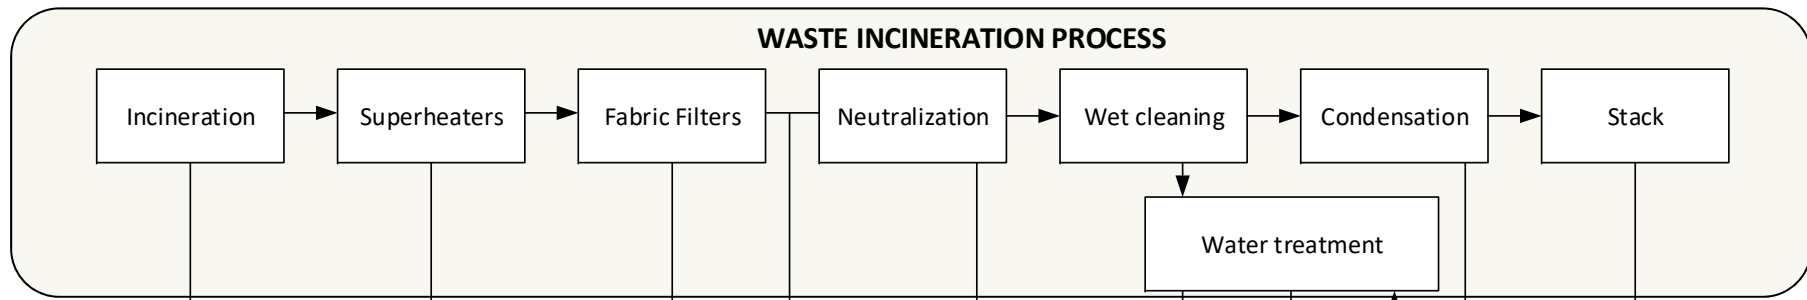 WASTE INCINERATION PROCESS
Incineration
Superheaters
Fabric Filters
Neutralization
Wet cleaning
Condensation
Stack
Water treatment